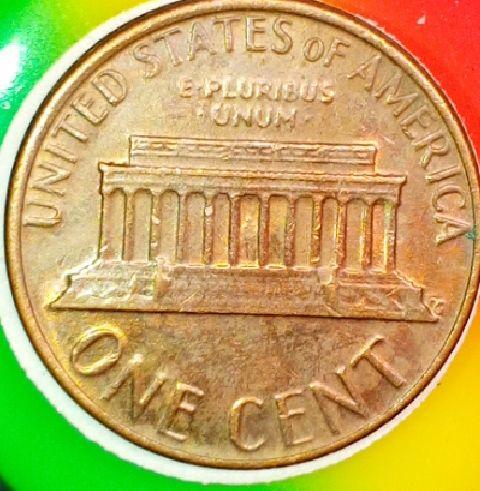 UNITED STATES OF AMERICA
E·PLURIBUS
·UNUM·
ONE CENT